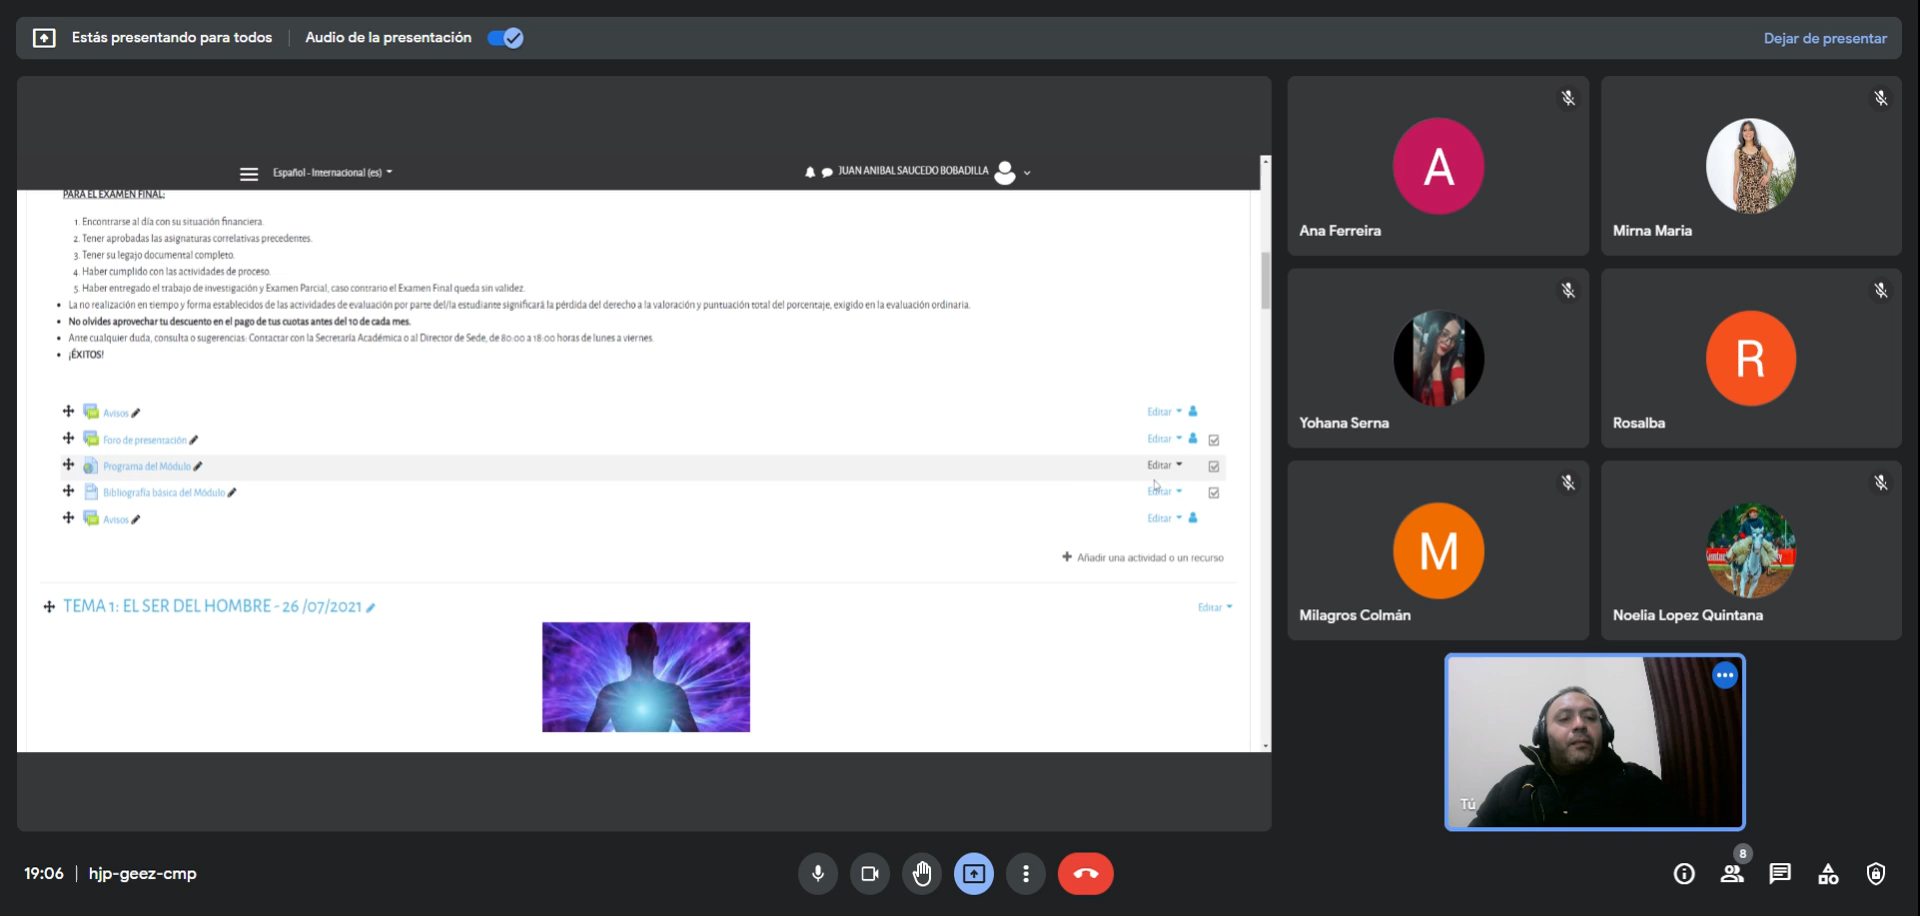 Estás presentando para todos
Audio de la presentación
Dejar de presentar
Español - Internacional (es)
JUAN ANIBAL SAUCEDO BOBADILLA
PARA EL EXAMEN FINAL:
1. Encontrarse al día con su situación financiera.
2. Tener aprobadas las asignaturas correlativas precedentes.
3. Tener su legajo documental completo.
4. Haber cumplido con las actividades de proceso.
5. Haber entregado el trabajo de investigación y Examen Parcial, caso contrario el Examen Final queda sin validez.
• La no realización en tiempo y forma establecidos de las actividades de evaluación por parte del/la estudiante significará la pérdida del derecho a la valoración y puntuación total del porcentaje, exigido en la evaluación ordinaria.
• No olvides aprovechar tu descuento en el pago de tus cuotas antes del 10 de cada mes.
• Ante cualquier duda, consulta o sugerencias: Contactar con la Secretaría Académica o al Director de Sede, de 80:00 a 18:00 horas de lunes a viernes.
• ¡ÉXITOS!
Avisos
Editar
Foro de presentación
Editar
Programa del Módulo
Editar
Bibliografía básica del Módulo
Editar
Avisos
Editar
Añadir una actividad o un recurso
TEMA 1: EL SER DEL HOMBRE - 26 /07/2021
Editar
A
Ana Ferreira
Mirna Maria
Yohana Serna
R
Rosalba
M
Milagros Colmán
Noelia Lopez Quintana
Tú
19:06 | hjp-geez-cmp
8